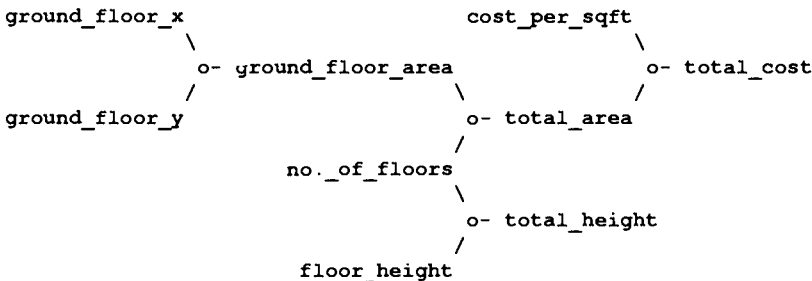 ground_floor_x cost_per_sqft
\ \
o- ground_floor_area o- total_cost
/ \ /
ground_floor_y o- total_area
/
no._of_floors
\
o- total_height
/
floor_height